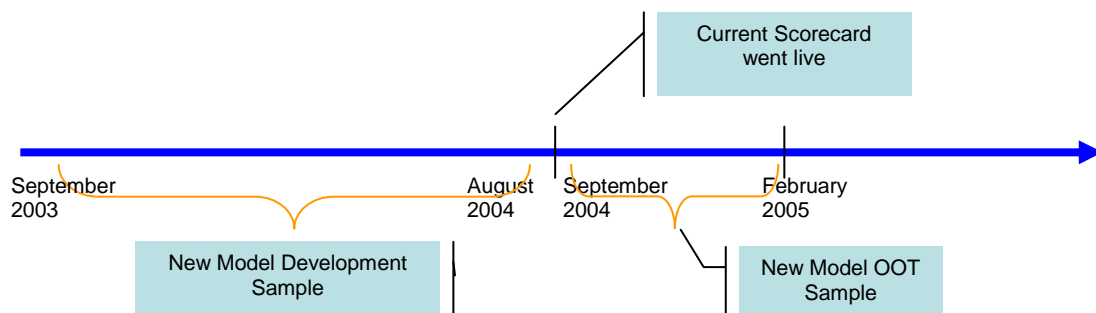 Current Scorecard
went live
September
2003
August
2004
September
2004
February
2005
New Model Development
Sample
New Model OOT
Sample